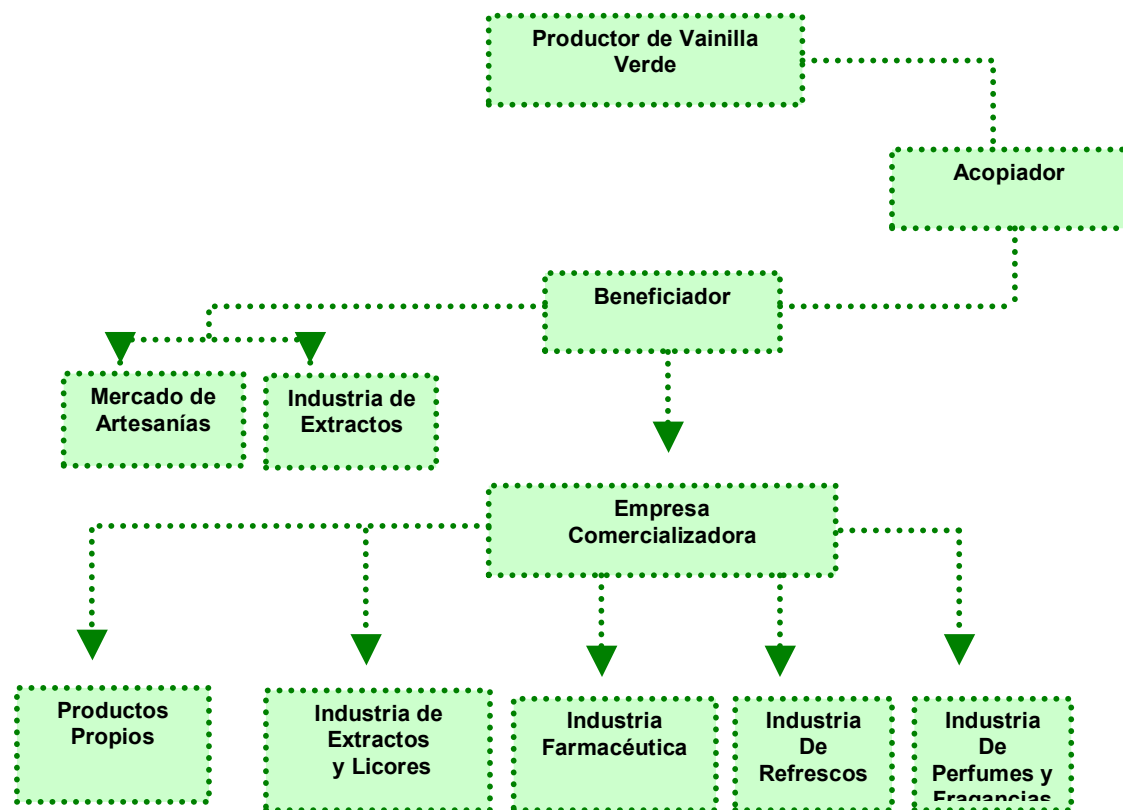 Productor de Vainilla
Verde
Acopiador
Beneficiador
Mercado de
Artesanías
Industria de
Extractos
Empresa
Comercializadora
Productos
Propios
Industria de
Extractos
y Licores
Industria
Farmacéutica
Industria
De
Refrescos
Industria
De
Perfumes y
Fragancias